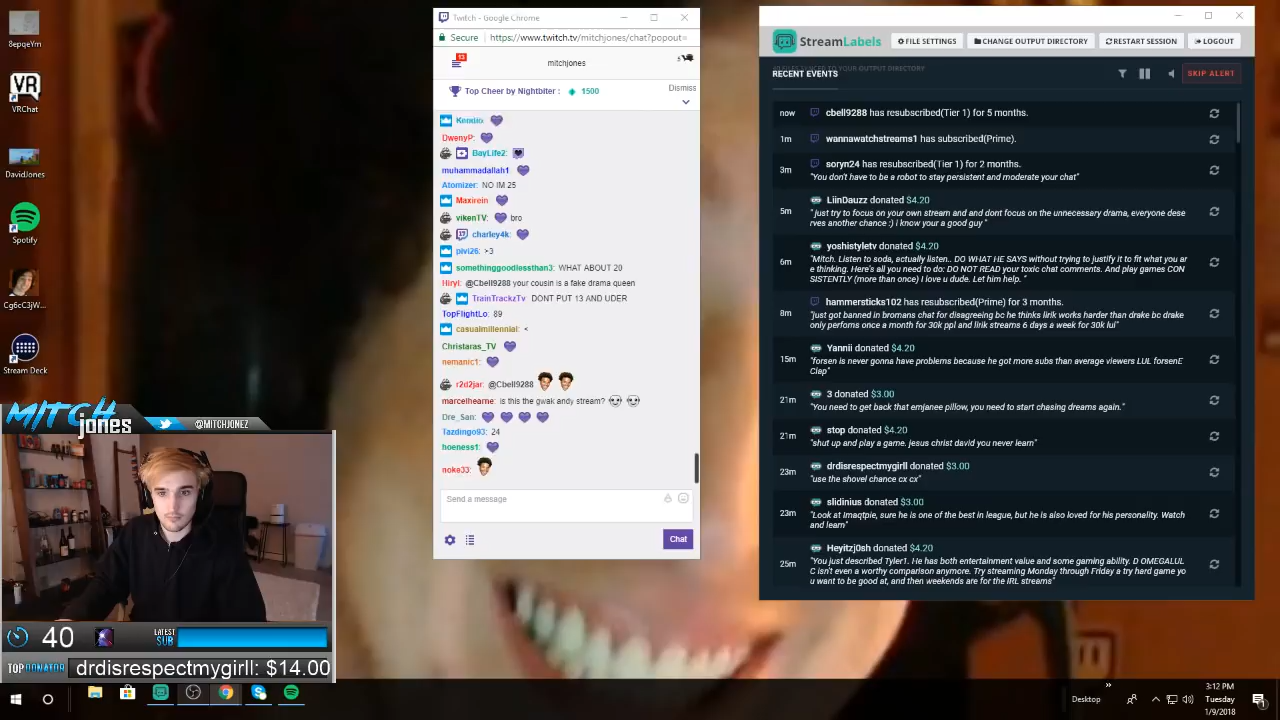 8epgeYm
VRChat
DavidJones
Spotify
Stream Deck
Twitch - Google Chrome
Secure
https://www.twitch.tv/mitchjones/chat?popout=
13
mitchjones
Top Cheer by Nightbiter : 1500
Dismiss
DwenyP:
BayLife2:
muhammadallah1
Atomizer: NO IM 25
Maxirein
vikenTV: bro
charley4k:
pivi26: >3
somethinggoodlessthan3: WHAT ABOUT 20
Hiryl: @Cbell9288 your cousin is a fake drama queen
TrainTrackzTv: DONT PUT 13 AND UDER
TopFlightLo: 89
casualmillennial: <
Christaras_TV
nemanic1:
r2d2jar: @Cbell9288
marcelhearne: is this the gwak andy stream?
Dre_San:
Tazdingo93: 24
hoeness1:
noke33:
Send a message
Chat
StreamLabels
FILE SETTINGS
CHANGE OUTPUT DIRECTORY
RESTART SESSION
LOGOUT
RECENT EVENTS
SKIP ALERT
now cbell9288 has resubscribed(Tier 1) for 5 months.
1m wannawatchstreams1 has subscribed(Prime).
3m soryn24 has resubscribed(Tier 1) for 2 months.
"You don't have to be a robot to stay persistent and moderate your chat"
5m LiinDauzz donated $4.20
" just try to focus on your own stream and and dont focus on the unnecessary drama, everyone dese
rves another chance :) i know your a good guy "
6m yoshistyletv donated $4.20
"Mitch. Listen to soda, actually listen.. DO WHAT HE SAYS without trying to justify it to fit what you ar
e thinking. Here's all you need to do: DO NOT READ your toxic chat comments. And play games CON
SISTENTLY (more than once) I love u dude. Let him help. "
8m hammersticks102 has resubscribed(Prime) for 3 months.
"just got banned in bromans chat for disagreeing bc he thinks lirik works harder than drake bc drake
only perfoms once a month for 30k ppl and lirik streams 6 days a week for 30k lul"
15m Yannii donated $4.20
"forsen is never gonna have problems because he got more subs than average viewers LUL forsenE
Clap"
21m 3 donated $3.00
"You need to get back that emjanee pillow, you need to start chasing dreams again."
21m stop donated $4.20
"shut up and play a game. jesus christ david you never learn"
23m drdisrespectmygirll donated $3.00
"use the shovel chance cx cx"
23m slidinius donated $3.00
"Look at Imaqtpie, sure he is one of the best in league, but he is also loved for his personality. Watch
and learn"
25m Heyitzj0sh donated $4.20
"You just described Tyler1. He has both entertainment value and some gaming ability. D OMEGALUL
C isn't even a worthy comparison anymore. Try streaming Monday through Friday a try hard game yo
u want to be good at, and then weekends are for the IRL streams"
MITCH
jones
@MITCHJONEZ
40
LATEST
SUB
TOP DONATOR
drdisrespectmygirll: $14.00
Desktop
3:12 PM
Tuesday
1/9/2018